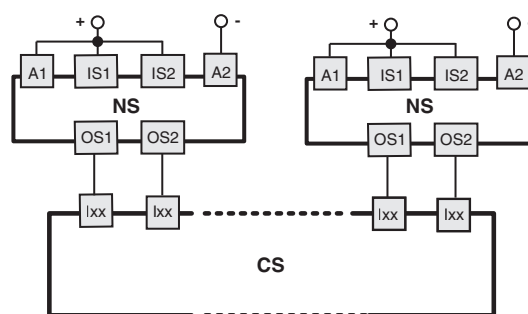 + - + -
A1 IS1 IS2 A2 A1 IS1 IS2 A2
NS NS
OS1 OS2 OS1 OS2
Ixx Ixx Ixx Ixx
CS